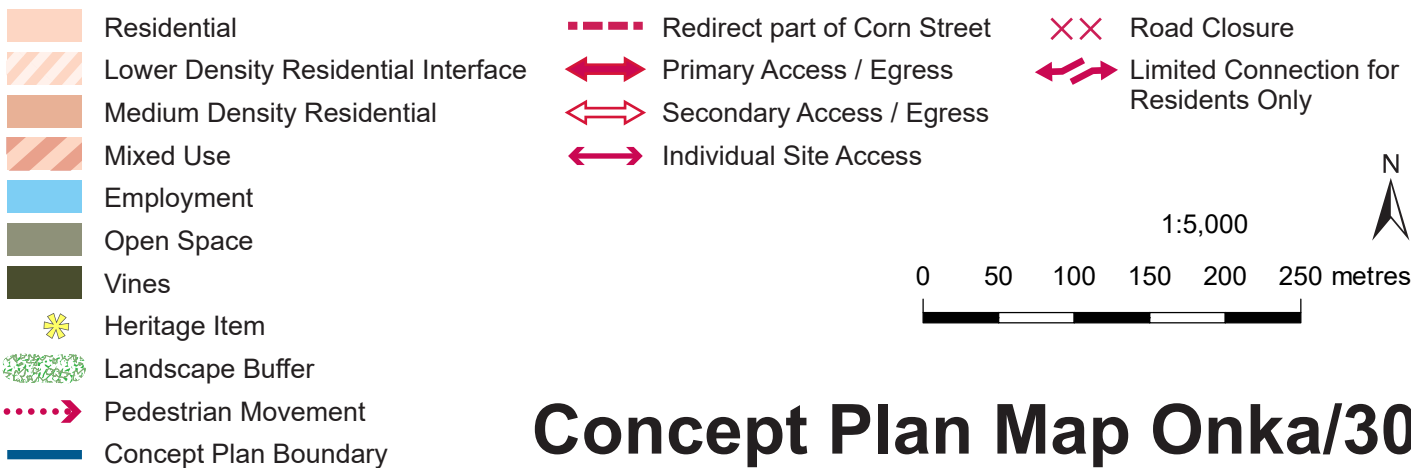 Residential
Lower Density Residential Interface
Medium Density Residential
Mixed Use
Employment
Open Space
Vines
Heritage Item
Landscape Buffer
Pedestrian Movement
Concept Plan Boundary
Redirect part of Corn Street
Primary Access / Egress
Secondary Access / Egress
Individual Site Access
Road Closure
Limited Connection for
Residents Only
N
1:5,000
0 50 100 150 200 250 metres
Concept Plan Map Onka/30